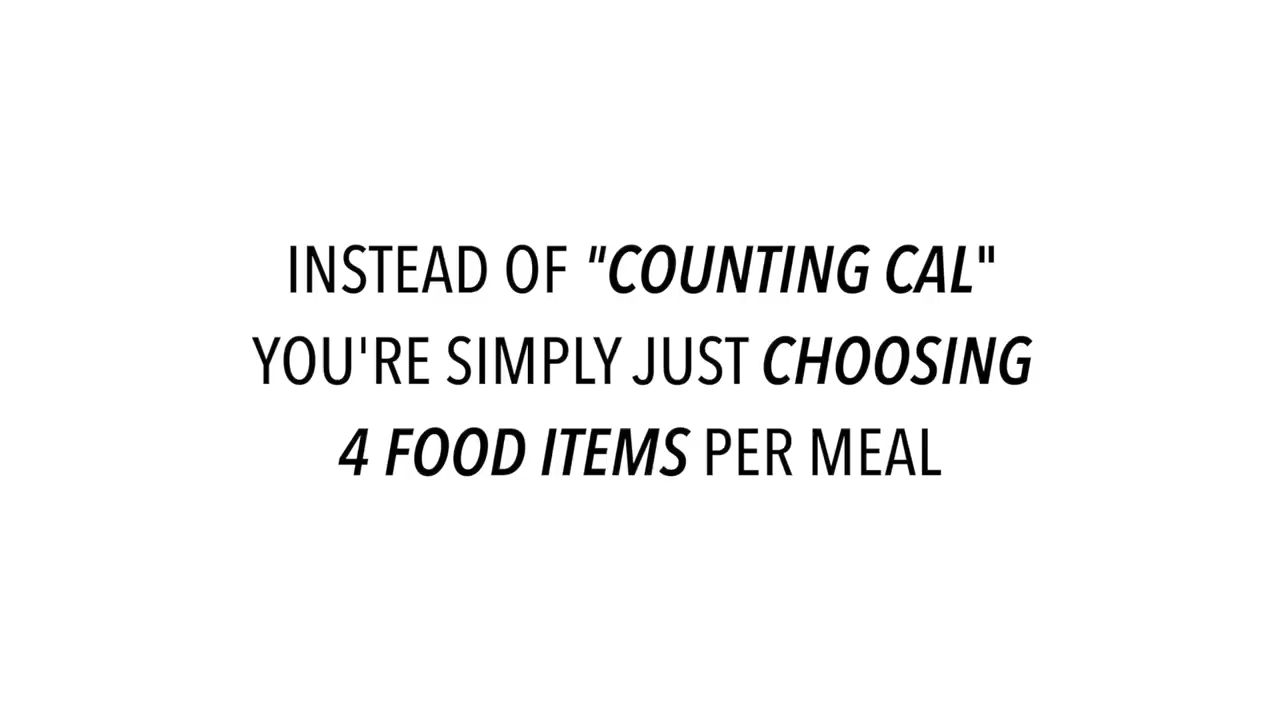 INSTEAD OF "COUNTING CAL"
YOU'RE SIMPLY JUST CHOOSING
4 FOOD ITEMS PER MEAL